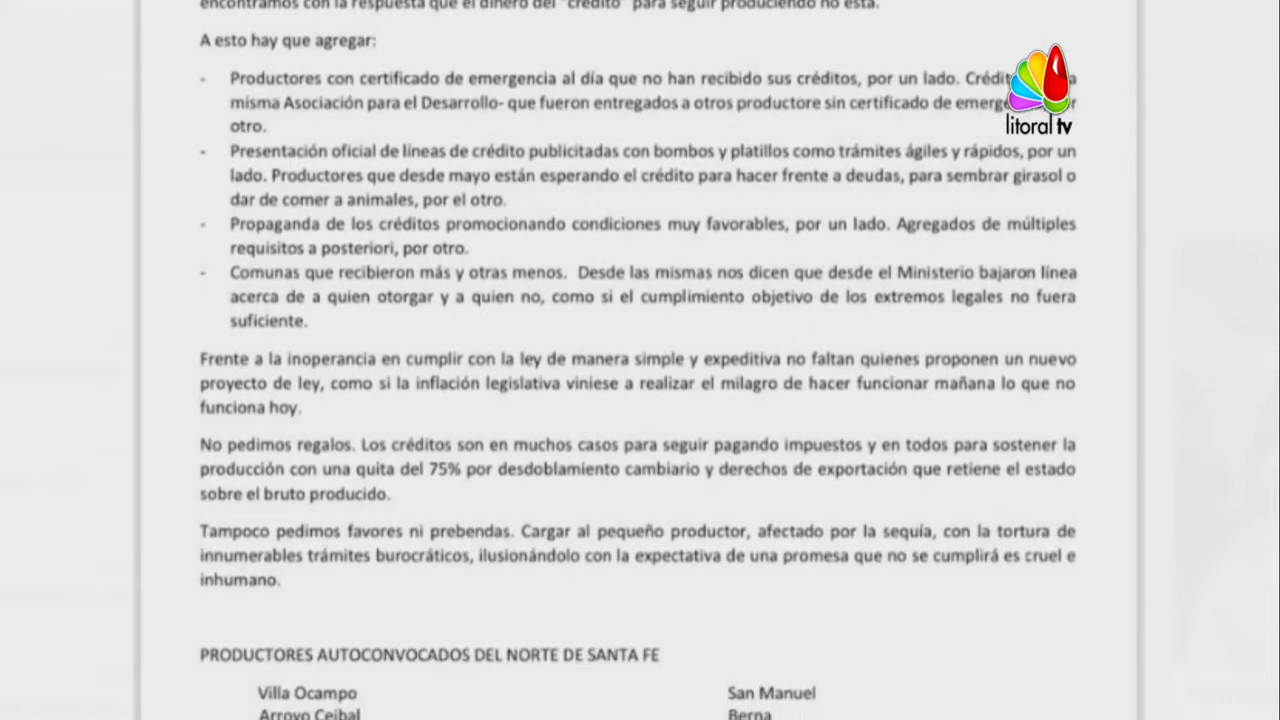 encontramos con la respuesta que el dinero del "crédito" para seguir produciendo no está.
A esto hay que agregar:
- Productores con certificado de emergencia al día que no han recibido sus créditos, por un lado.
misma Asociación para el Desarrollo- que fueron entregados a otros productore sin certificado de
otro.
- Presentación oficial de líneas de crédito publicitadas con bombos y platillos como trámites ágiles y rápidos, por un
lado. Productores que desde mayo están esperando el crédito para hacer frente a deudas, para sembrar girasol o
dar de comer a animales, por el otro.
- Propaganda de los créditos promocionando condiciones muy favorables, por un lado. Agregados de múltiples
requisitos a posteriori, por otro.
- Comunas que recibieron más y otras menos. Desde las mismas nos dicen que desde el Ministerio bajaron línea
acerca de a quien otorgar y a quien no, como si el cumplimiento objetivo de los extremos legales no fuera
suficiente.
Frente a la inoperancia en cumplir con la ley de manera simple y expeditiva no faltan quienes proponen un nuevo
proyecto de ley, como si la inflación legislativa viniese a realizar el milagro de hacer funcionar mañana lo que no
funciona hoy.
No pedimos regalos. Los créditos son en muchos casos para seguir pagando impuestos y en todos para sostener la
producción con una quita del 75% por desdoblamiento cambiario y derechos de exportación que retiene el estado
sobre el bruto producido.
Tampoco pedimos favores ni prebendas. Cargar al pequeño productor, afectado por la sequía, con la tortura de
innumerables trámites burocráticos, ilusionándolo con la expectativa de una promesa que no se cumplirá es cruel e
inhumano.
PRODUCTORES AUTOCONVOCADOS DEL NORTE DE SANTA FE
Villa Ocampo San Manuel
Arroyo Ceibal Berna
litoral tv